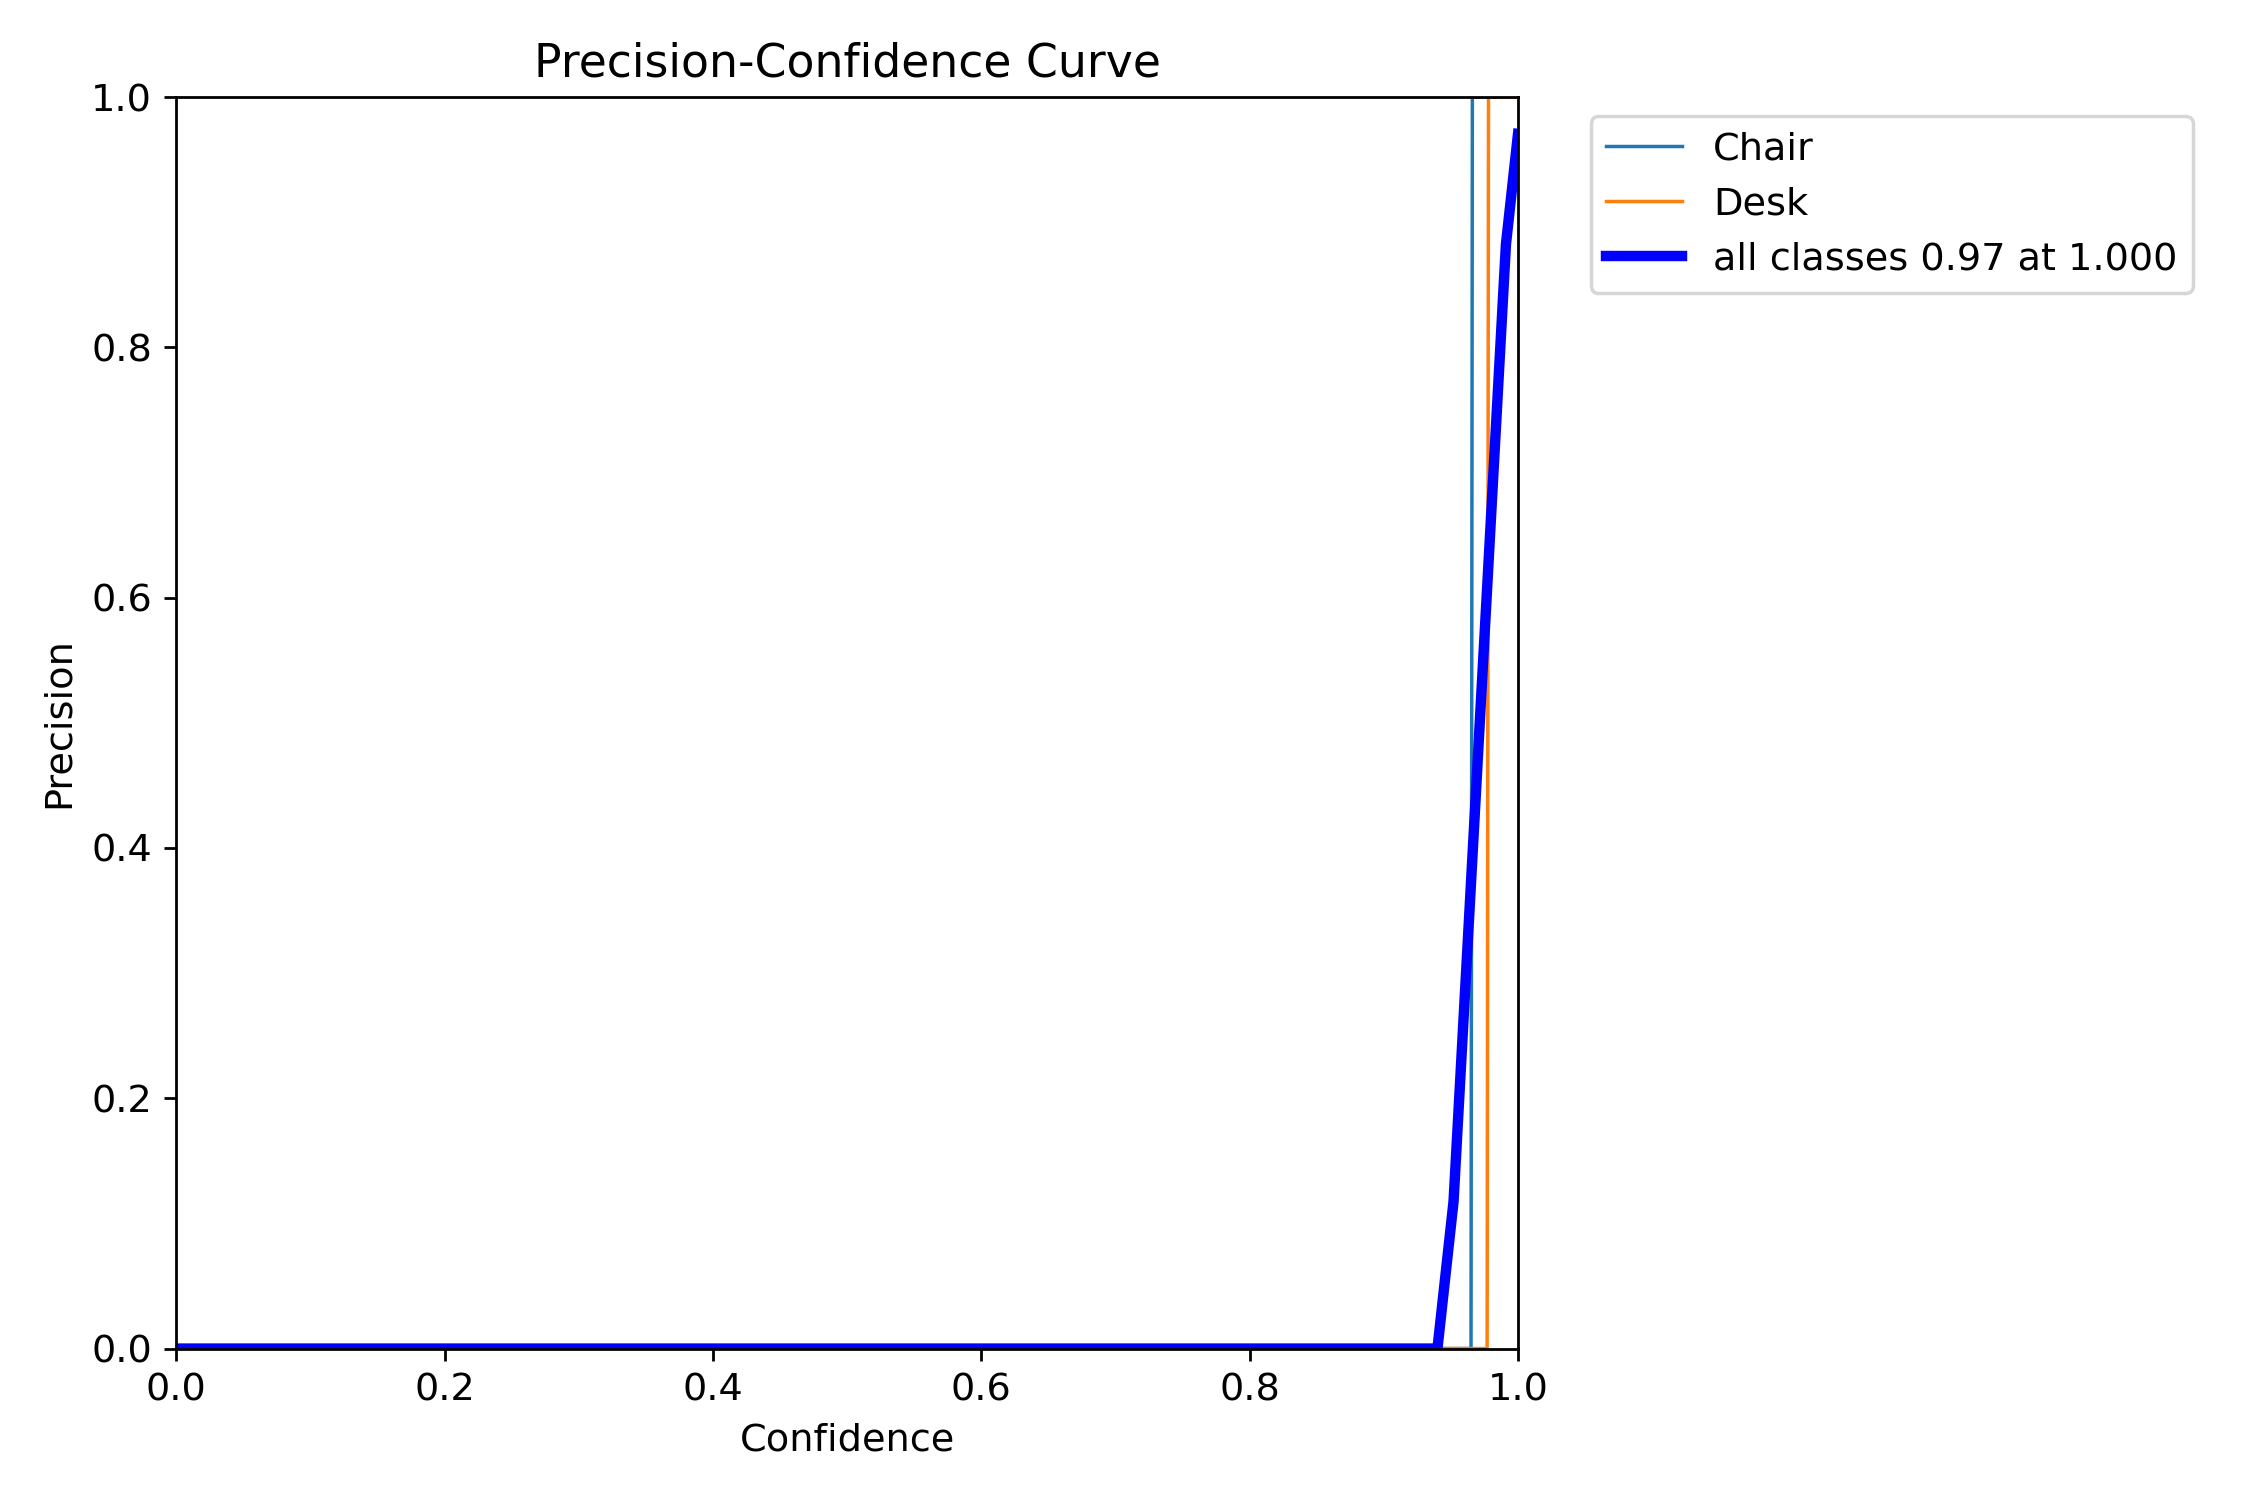 Precision-Confidence Curve
1.0
0.8
0.6
0.4
0.2
0.0
Precision
0.0 0.2 0.4 0.6 0.8 1.0
Confidence
Chair
Desk
all classes 0.97 at 1.000